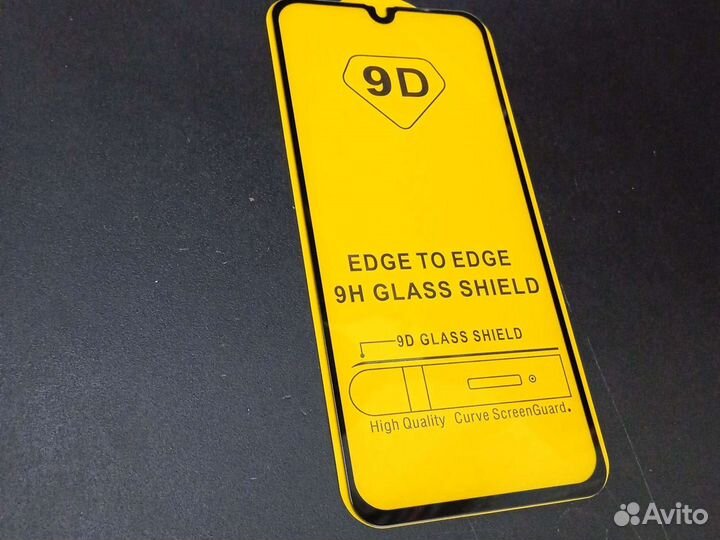 9D
EDGE TO EDGE
9H GLASS SHIELD
9D GLASS SHIELD
High Quality Curve ScreenGuard.
Avito